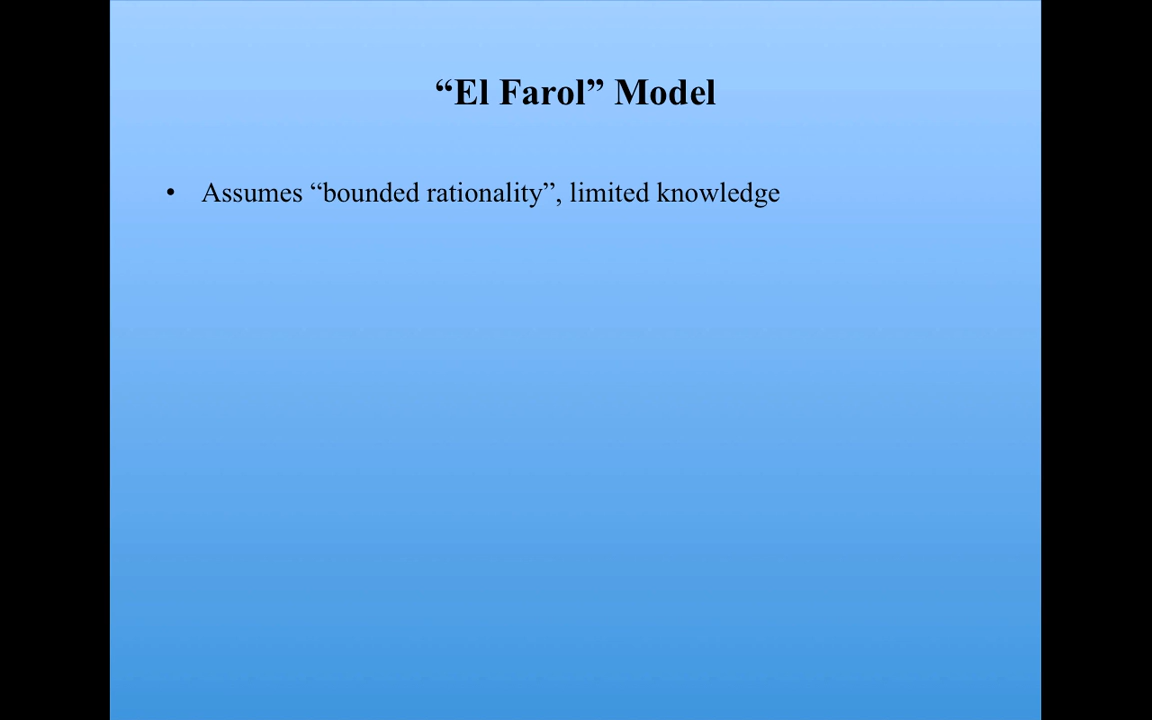 “El Farol” Model
• Assumes “bounded rationality”, limited knowledge